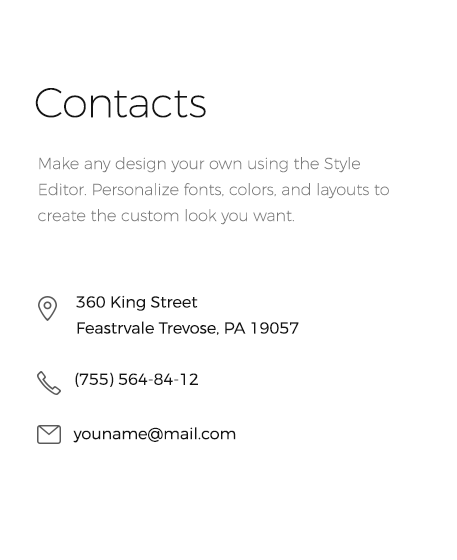 Contacts
Make any design your own using the Style
Editor. Personalize fonts, colors, and layouts to
create the custom look you want.
360 King Street
Feastrvale Trevose, PA 19057
(755) 564-84-12
youname@mail.com